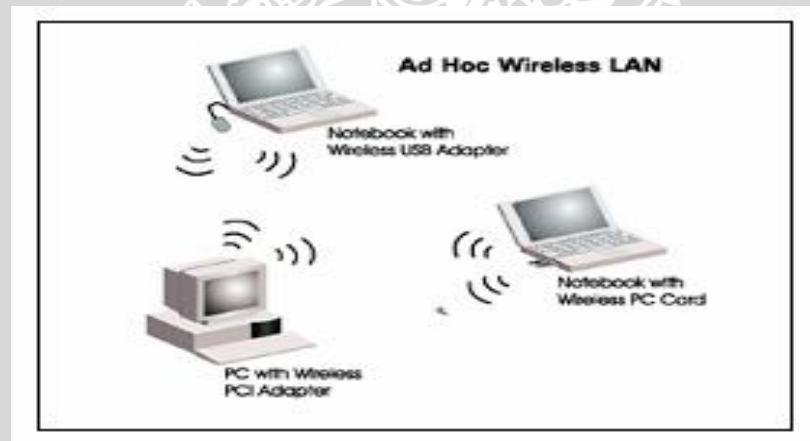 Ad Hoc Wireless LAN
Notebook with
Wireless USB Adapter
Notebook with
Wireless PC Card
PC with Wireless
PCI Adapter